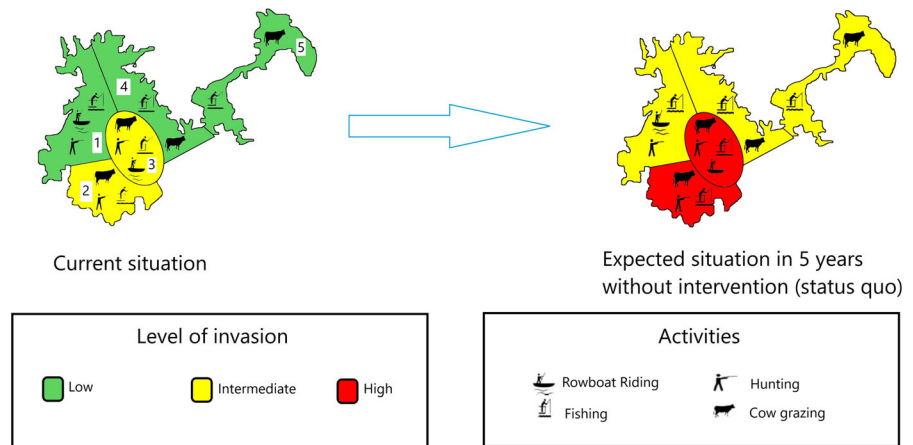 5
4
1
3
2
Current situation
Expected situation in 5 years
without intervention (status quo)
Level of invasion
Low
Intermediate
High
Activities
Rowboat Riding
Hunting
Fishing
Cow grazing